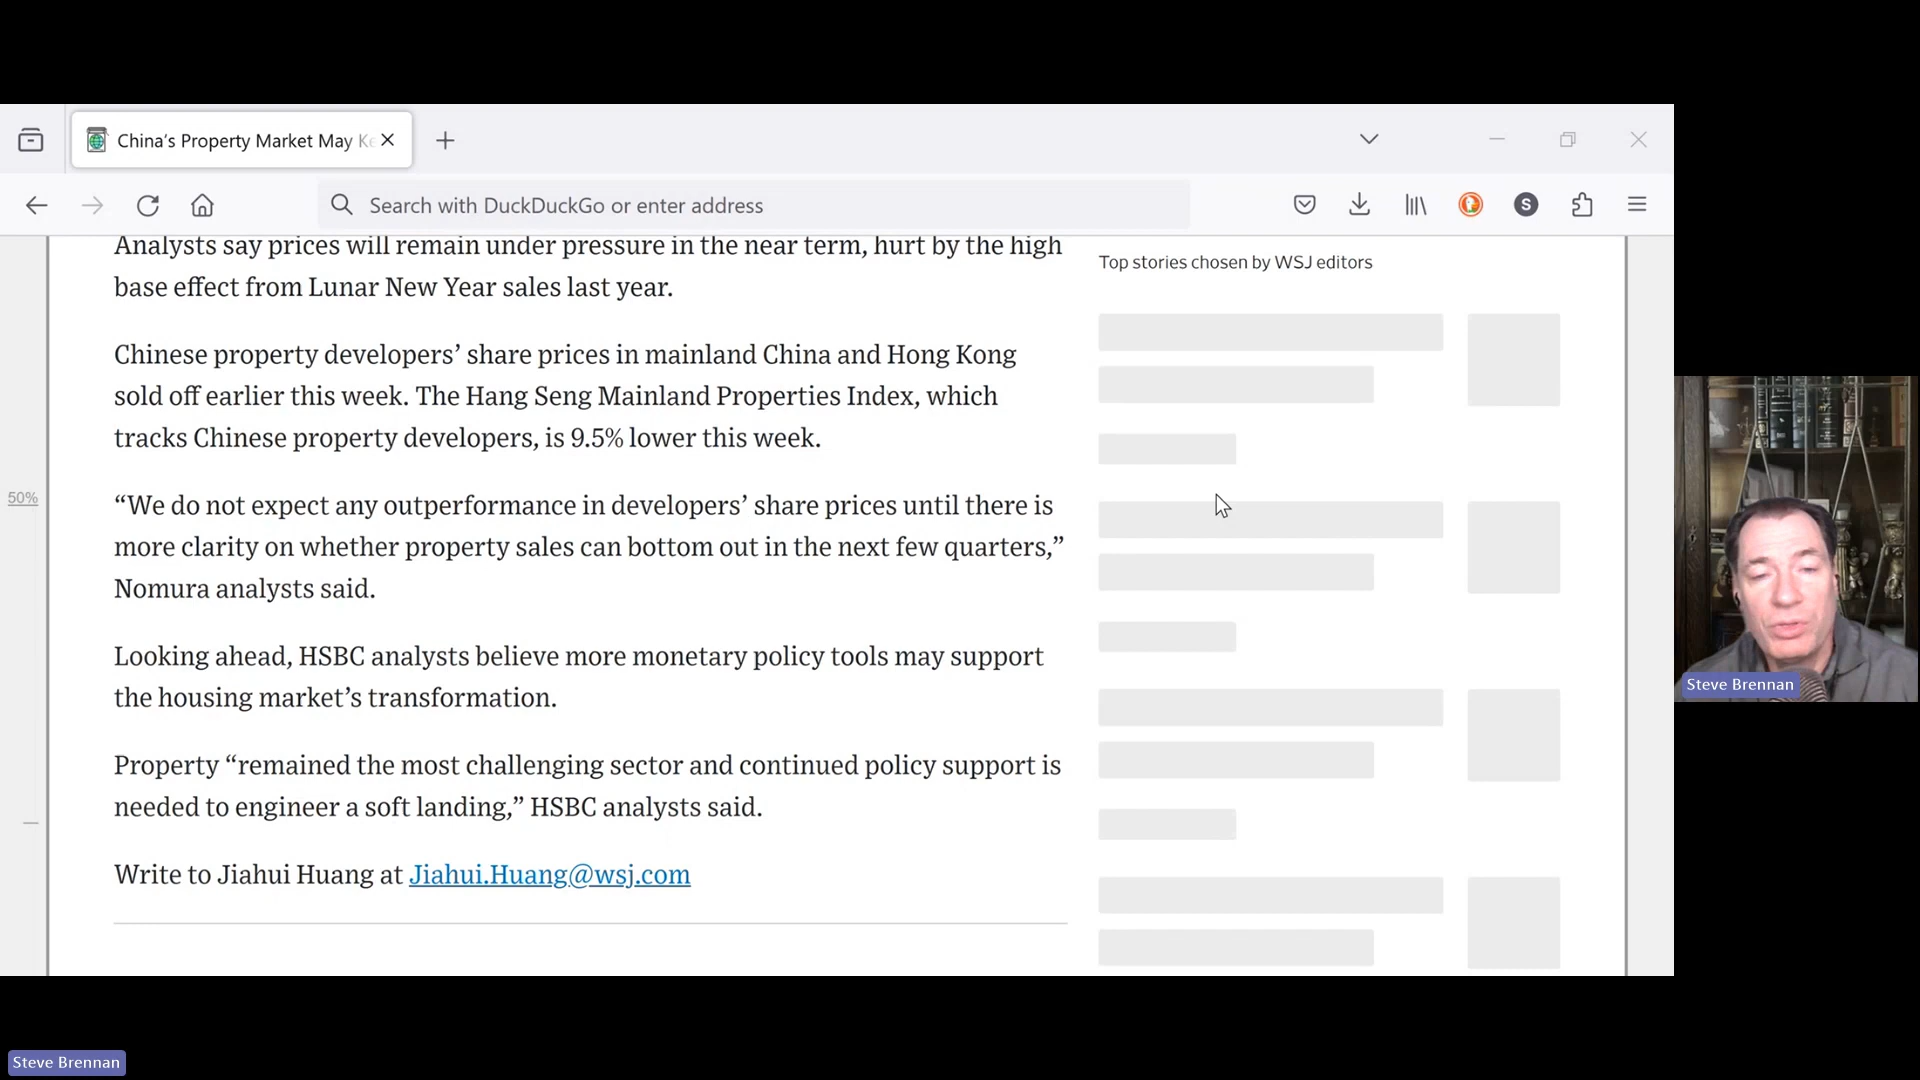 China's Property Market May Ke
Search with DuckDuckGo or enter address
S
Analysts say prices will remain under pressure in the near term, hurt by the high
base effect from Lunar New Year sales last year.
Chinese property developers’ share prices in mainland China and Hong Kong
sold off earlier this week. The Hang Seng Mainland Properties Index, which
tracks Chinese property developers, is 9.5% lower this week.
50%
“We do not expect any outperformance in developers’ share prices until there is
more clarity on whether property sales can bottom out in the next few quarters,”
Nomura analysts said.
Looking ahead, HSBC analysts believe more monetary policy tools may support
the housing market’s transformation.
Property “remained the most challenging sector and continued policy support is
needed to engineer a soft landing,” HSBC analysts said.
Write to Jiahui Huang at Jiahui.Huang@wsj.com
Top stories chosen by WSJ editors
Steve Brennan
Steve Brennan